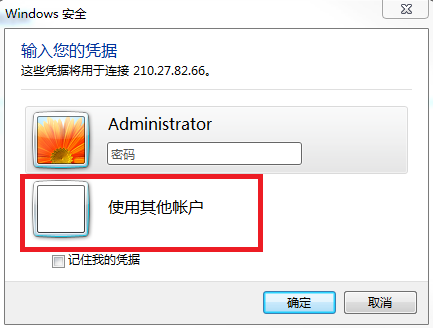 Windows 安全
输入您的凭据
这些凭据将用于连接 210.27.82.66。
Administrator
密码
使用其他帐户
记住我的凭据
确定
取消